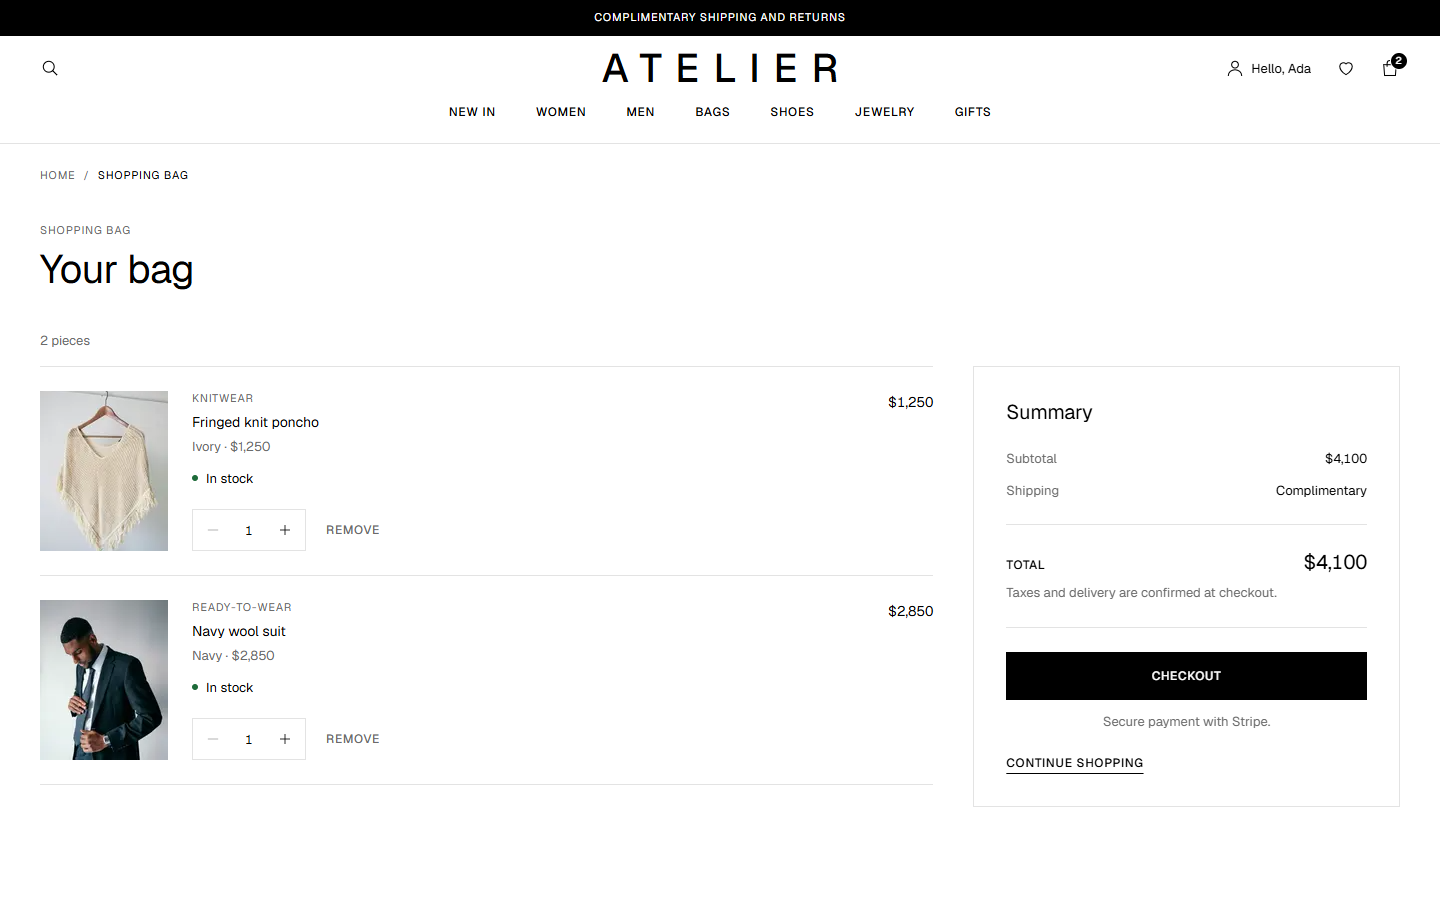 COMPLIMENTARY SHIPPING AND RETURNS
ATELIER
Hello, Ada
2
NEW IN
WOMEN
MEN
BAGS
SHOES
JEWELRY
GIFTS
HOME / SHOPPING BAG
SHOPPING BAG
Your bag
2 pieces
KNITWEAR
$1,250
Fringed knit poncho
Ivory · $1,250
In stock
1
REMOVE
READY-TO-WEAR
$2,850
Navy wool suit
Navy · $2,850
In stock
1
REMOVE
Summary
Subtotal $4,100
Shipping Complimentary
TOTAL $4,100
Taxes and delivery are confirmed at checkout.
CHECKOUT
Secure payment with Stripe.
CONTINUE SHOPPING